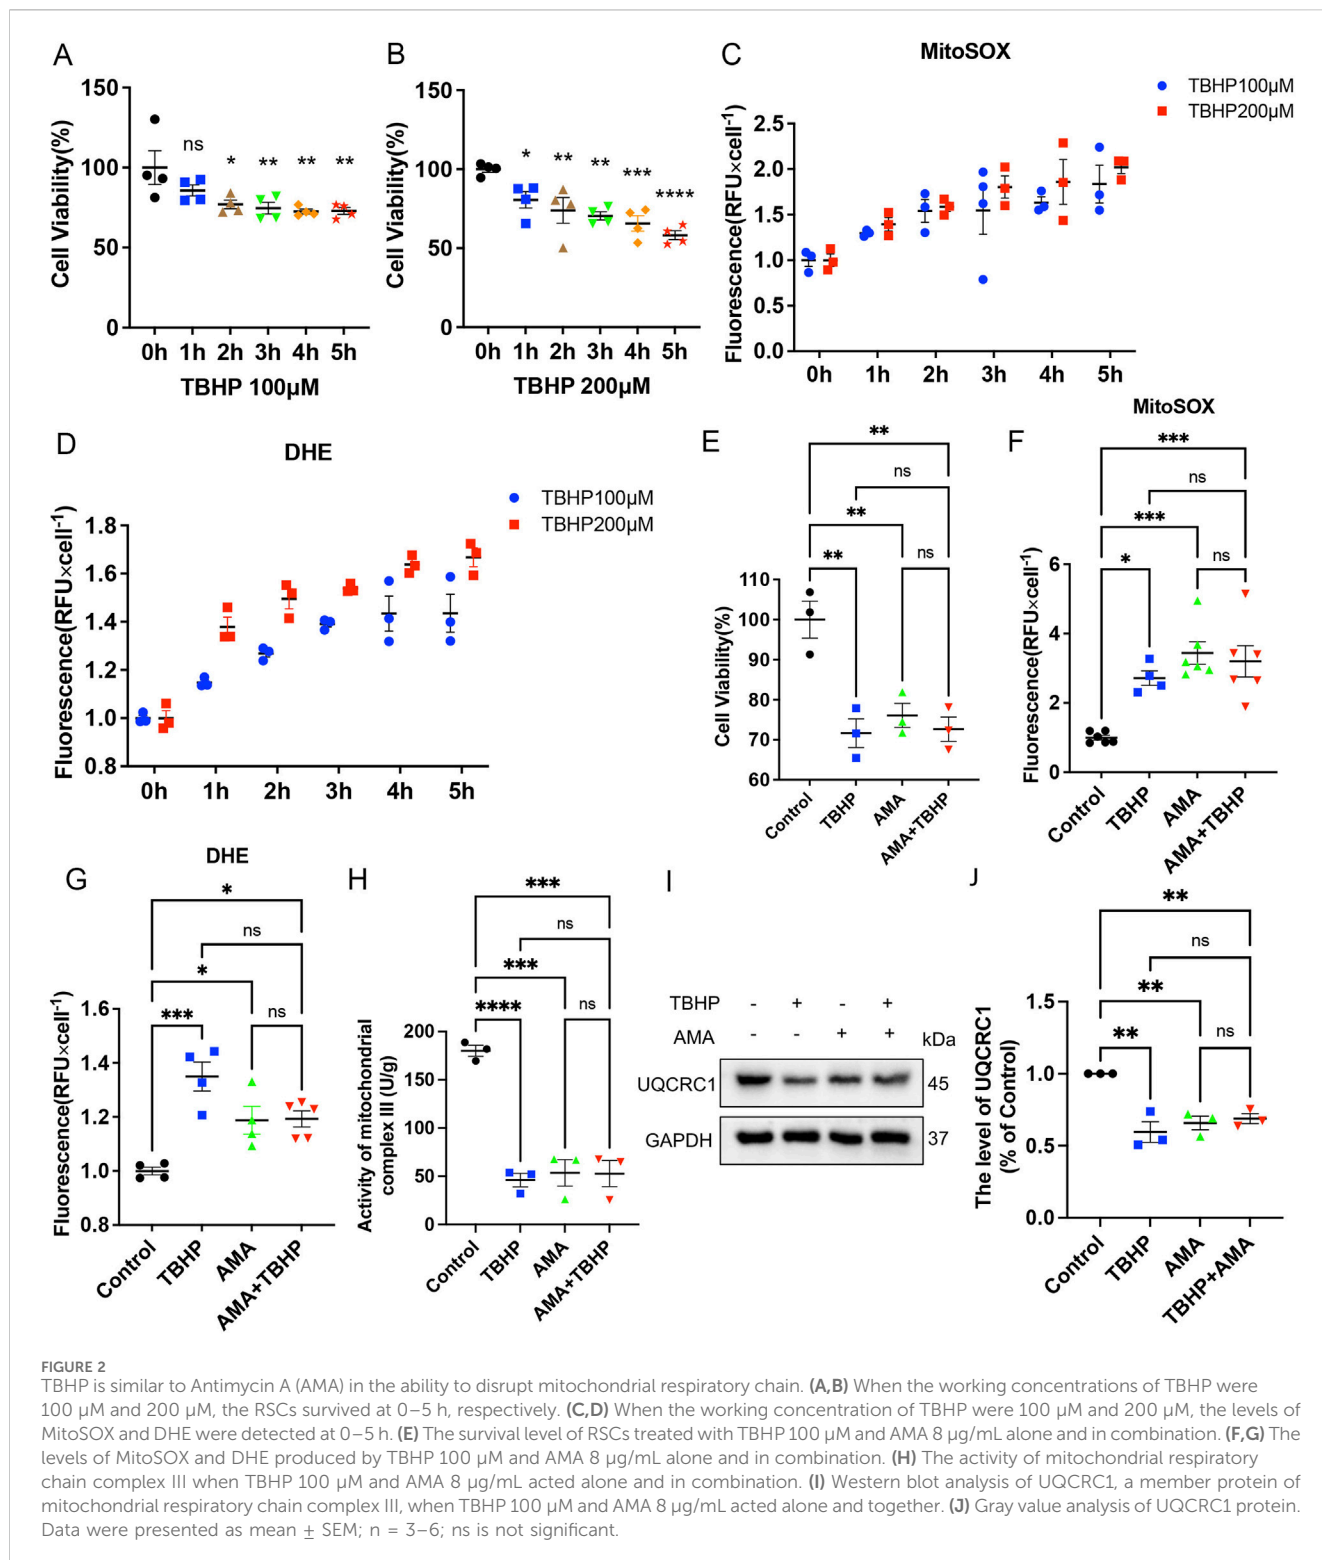 A
Cell Viability(%)
150
100
50
0
ns
*
**
**
**
0h 1h 2h 3h 4h 5h
TBHP 100μM
B
Cell Viability(%)
150
100
50
0
*
**
**
***
****
0h 1h 2h 3h 4h 5h
TBHP 200μM
C
MitoSOX
TBHP100μM
TBHP200μM
Fluorescence(RFU×cell-1)
2.5
2.0
1.5
1.0
0.5
0.0
0h 1h 2h 3h 4h 5h
D
DHE
TBHP100μM
TBHP200μM
Fluorescence(RFU×cell-1)
1.8
1.6
1.4
1.2
1.0
0.8
0h 1h 2h 3h 4h 5h
E
**
ns
**
**
ns
Cell Viability(%)
110
100
90
80
70
60
Control
TBHP
AMA
AMA+TBHP
F
MitoSOX
***
ns
***
*
ns
Fluorescence(RFU×cell-1)
6
4
2
0
Control
TBHP
AMA
AMA+TBHP
G
DHE
*
ns
*
***
ns
Fluorescence(RFU×cell-1)
1.6
1.4
1.2
1.0
0.8
Control
TBHP
AMA
AMA+TBHP
H
***
ns
***
****
ns
Activity of mitochondrial
complex III (U/g)
200
150
100
50
0
Control
TBHP
AMA
AMA+TBHP
I
TBHP - + - +
AMA - - + + kDa
UQCRC1 45
GAPDH 37
J
**
ns
**
**
ns
The level of UQCRC1
(% of Control)
1.5
1.0
0.5
0.0
Control
TBHP
AMA
TBHP+AMA
FIGURE 2
TBHP is similar to Antimycin A (AMA) in the ability to disrupt mitochondrial respiratory chain. (A,B) When the working concentrations of TBHP were
100 μM and 200 μM, the RSCs survived at 0–5 h, respectively. (C,D) When the working concentration of TBHP were 100 μM and 200 μM, the levels of
MitoSOX and DHE were detected at 0–5 h. (E) The survival level of RSCs treated with TBHP 100 μM and AMA 8 μg/mL alone and in combination. (F,G) The
levels of MitoSOX and DHE produced by TBHP 100 μM and AMA 8 μg/mL alone and in combination. (H) The activity of mitochondrial respiratory
chain complex III when TBHP 100 μM and AMA 8 μg/mL acted alone and in combination. (I) Western blot analysis of UQCRC1, a member protein of
mitochondrial respiratory chain complex III, when TBHP 100 μM and AMA 8 μg/mL acted alone and together. (J) Gray value analysis of UQCRC1 protein.
Data were presented as mean ± SEM; n = 3–6; ns is not significant.